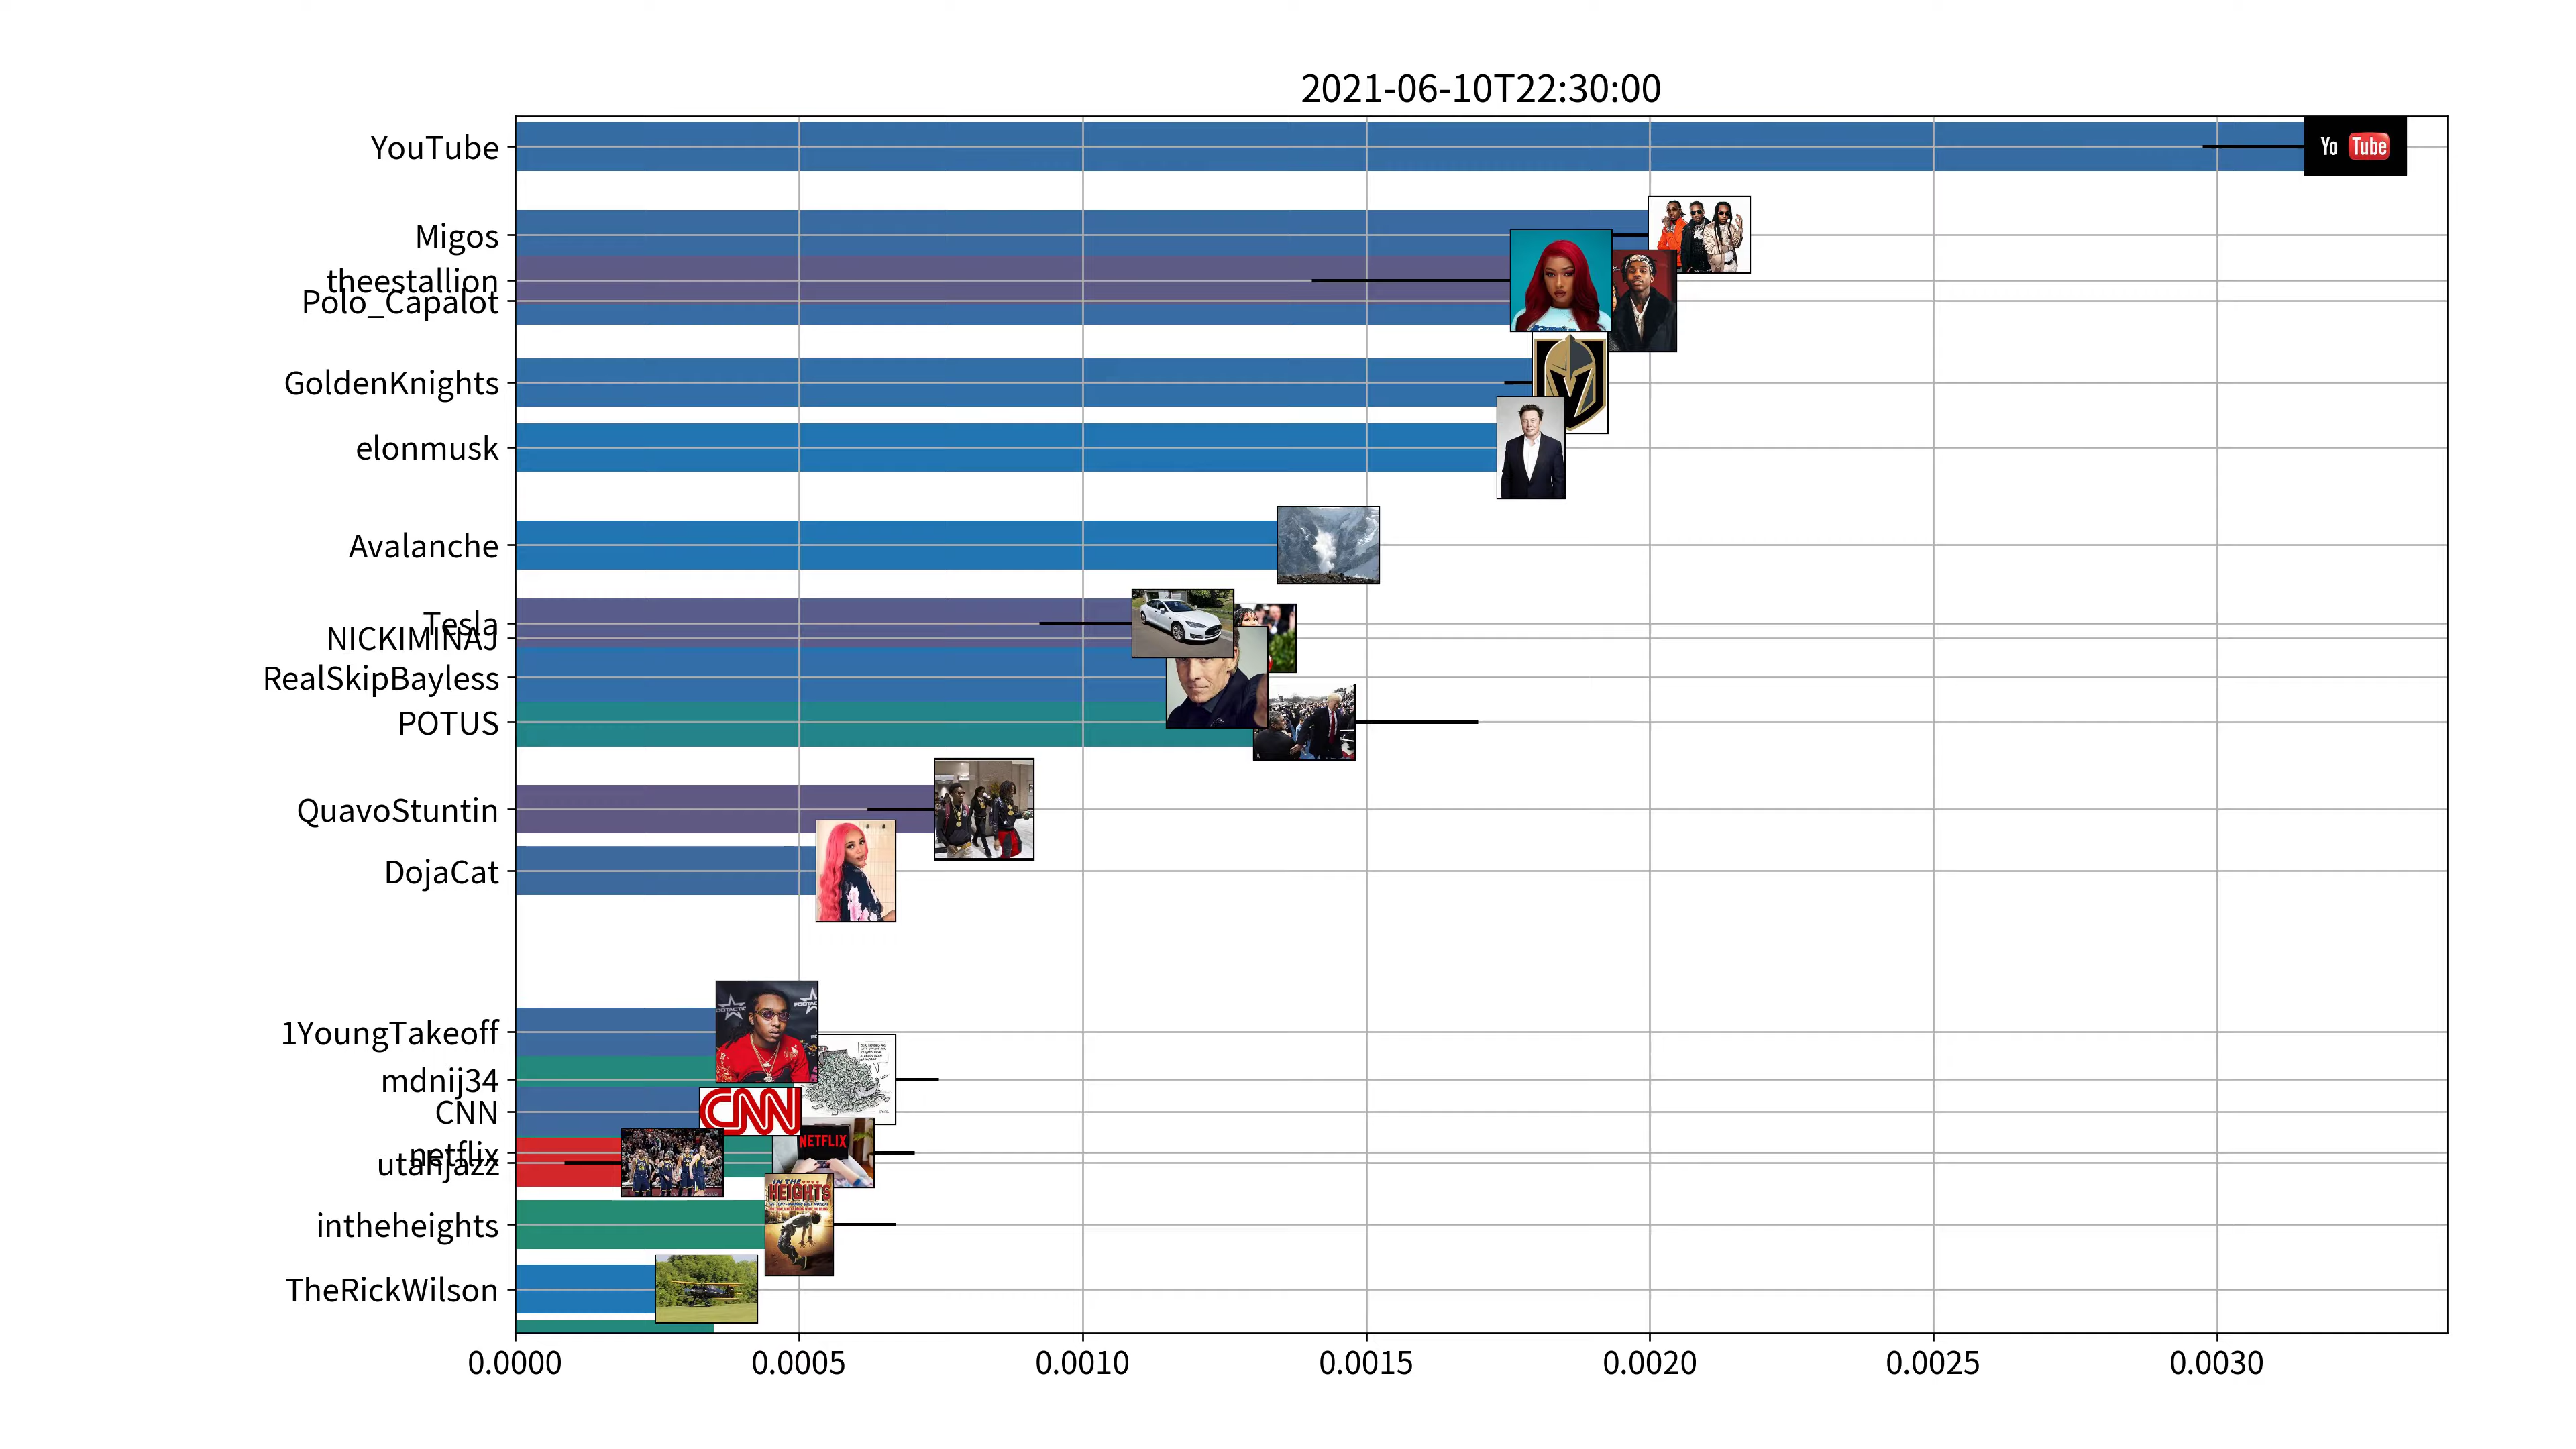 2021-06-10T22:30:00
YouTube
Yo Tube
Migos
theestallion
Polo_Capalot
GoldenKnights
elonmusk
Avalanche
Tesla
NICKIMINAJ
RealSkipBayless
POTUS
QuavoStuntin
DojaCat
1YoungTakeoff
mdnij34
CNN
CNN
netflix
NETFLIX
utahjazz
IN THE
HEIGHTS
intheheights
TheRickWilson
0.0000 0.0005 0.0010 0.0015 0.0020 0.0025 0.0030